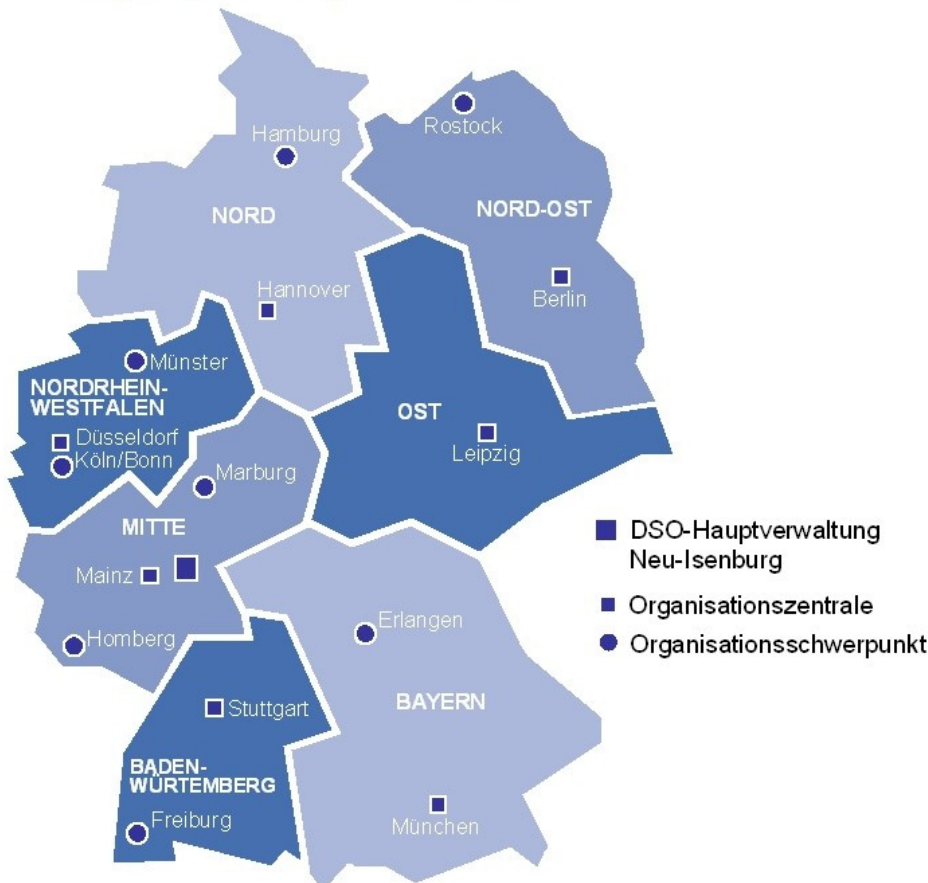 Hamburg
Rostock
NORD
NORD-OST
Hannover
Berlin
Münster
NORDRHEIN-
WESTFALEN
OST
Düsseldorf
Köln/Bonn
Leipzig
Marburg
MITTE
Mainz
Homberg
Erlangen
Stuttgart
BAYERN
BADEN-
WÜRTEMBERG
Freiburg
München
DSO-Hauptverwaltung
Neu-Isenburg
Organisationszentrale
Organisationsschwerpunkt